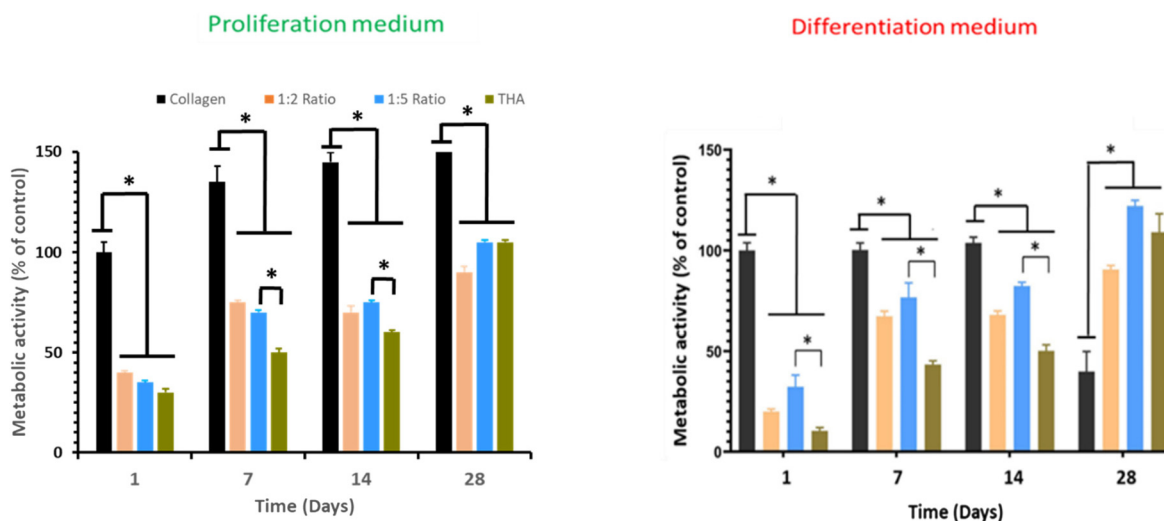 Proliferation medium
Collagen 1:2 Ratio 1:5 Ratio THA
Metabolic activity (% of control)
150
100
50
0
* * * * * *
1 7 14 28
Time (Days)
Differentiation medium
Metabolic activity (% of control)
150
100
50
0
* * * * * * *
1 7 14 28
Time (Days)